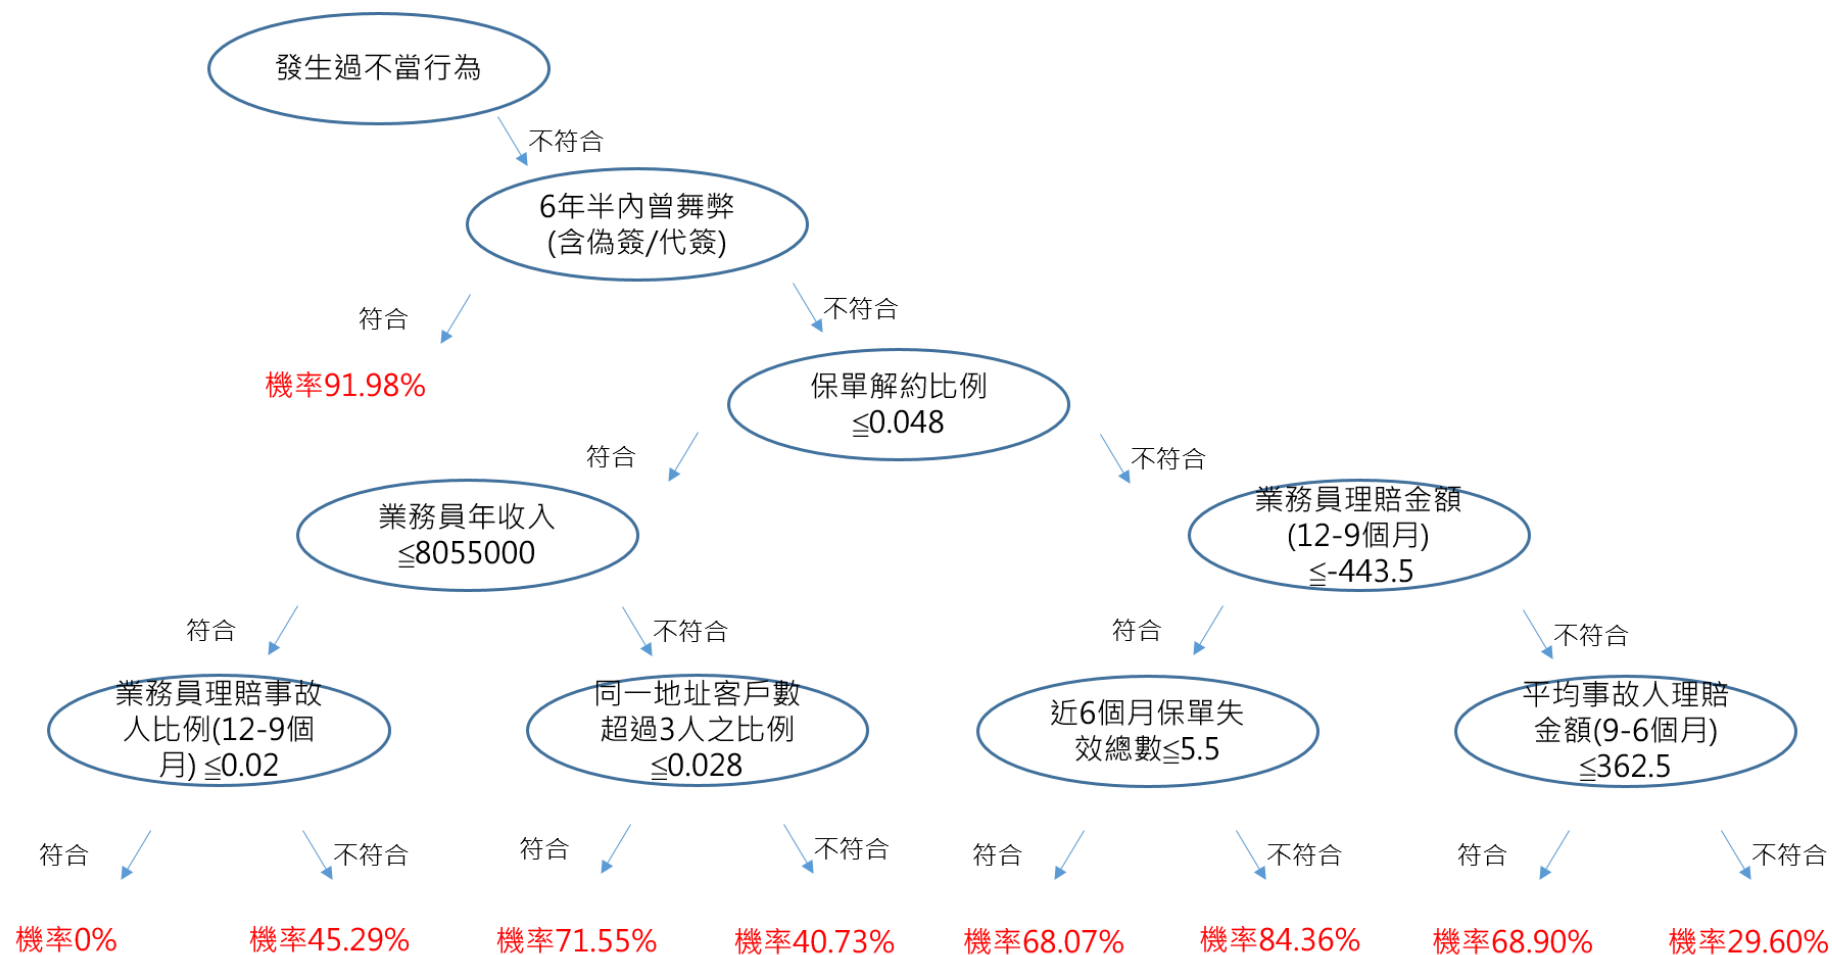 發生過不當行為
不符合
6年半內曾舞弊
(含偽簽/代簽)
符合
不符合
機率91.98%
保單解約比例
≦0.048
符合
不符合
業務員年收入
≦8055000
業務員理賠金額
(12-9個月)
≦-443.5
符合
不符合
符合
不符合
業務員理賠事故
人比例(12-9個
月) ≦0.02
同一地址客戶數
超過3人之比例
≦0.028
近6個月保單失
效總數≦5.5
平均事故人理賠
金額(9-6個月)
≦362.5
符合
不符合
符合
不符合
符合
不符合
符合
不符合
機率0%
機率45.29%
機率71.55%
機率40.73%
機率68.07%
機率84.36%
機率68.90%
機率29.60%